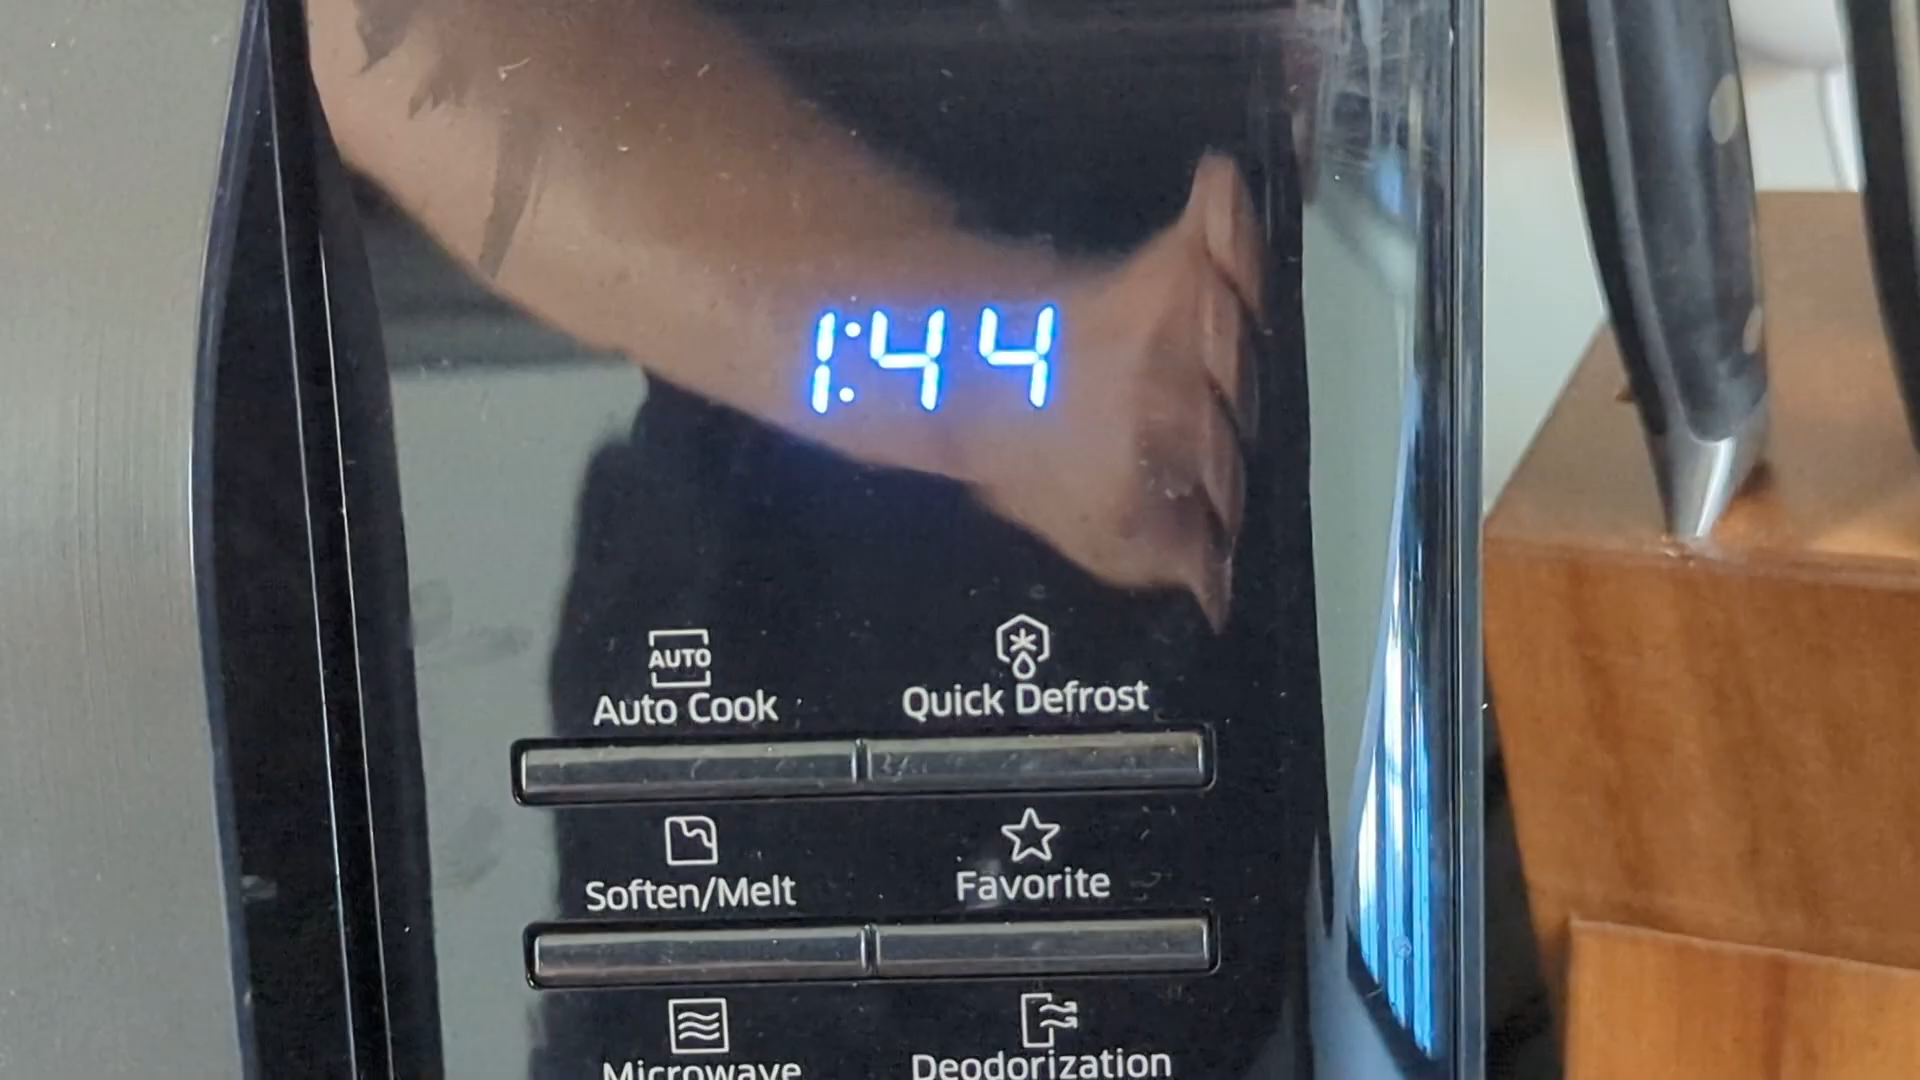 1:44
AUTO
Auto Cook
Quick Defrost
Soften/Melt
Favorite
Microwave
Deodorization